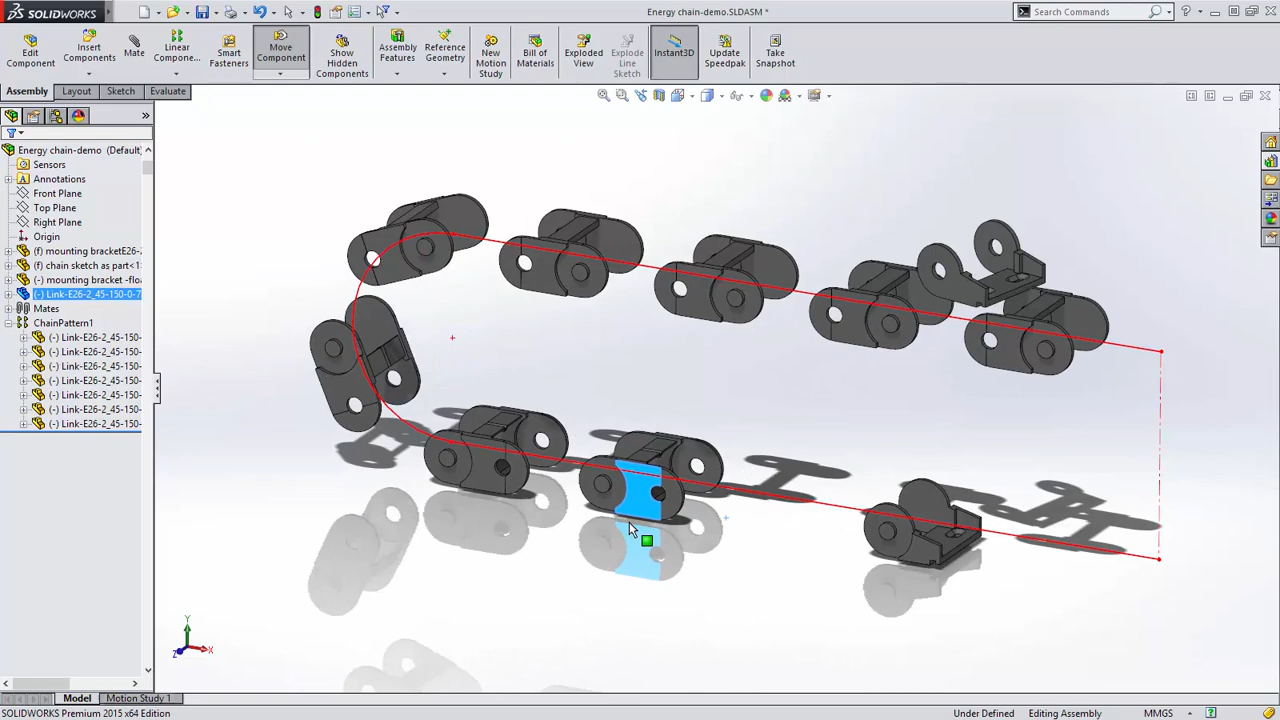 SOLIDWORKS
Energy chain-demo.SLDASM *
Search Commands
Edit Component
Insert Components
Mate
Linear Compone...
Smart Fasteners
Move Component
Show Hidden Components
Assembly Features
Reference Geometry
New Motion Study
Bill of Materials
Exploded View
Explode Line Sketch
Instant3D
Update Speedpak
Take Snapshot
Assembly
Layout
Sketch
Evaluate
Energy chain-demo (Default)
Sensors
Annotations
Front Plane
Top Plane
Right Plane
Origin
(f) mounting bracketE26-
(f) chain sketch as part<1
(-) mounting bracket -floa
(-) Link-E26-2_45-150-0-7
Mates
ChainPattern1
(-) Link-E26-2_45-150-
(-) Link-E26-2_45-150-
(-) Link-E26-2_45-150-
(-) Link-E26-2_45-150-
(-) Link-E26-2_45-150-
(-) Link-E26-2_45-150-
(-) Link-E26-2_45-150-
Y
X
Z
Model
Motion Study 1
SOLIDWORKS Premium 2015 x64 Edition
Under Defined
Editing Assembly
MMGS